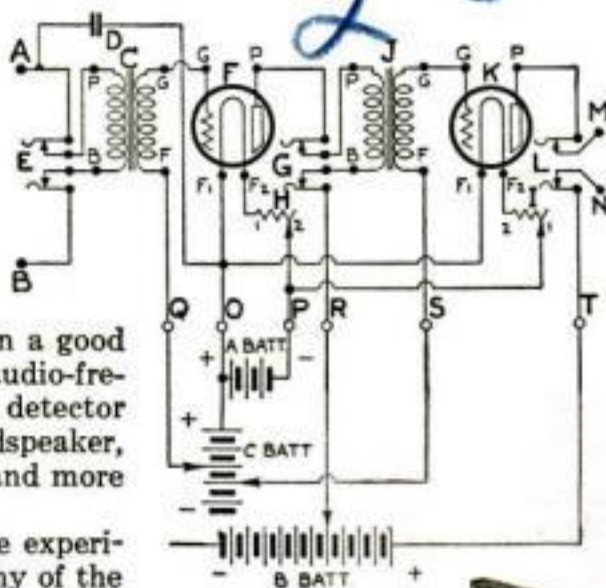 A D C G F P J G K P M
P G P G
E B F F1 F2 G B F F1 F2 L N
H I
1 2 2 1
B
Q O P R S T
n a good
udio-fre-
detector
dspeaker,
nd more
e experi-
ny of the
+ A BATT. -
+
C BATT
-
- B BATT +